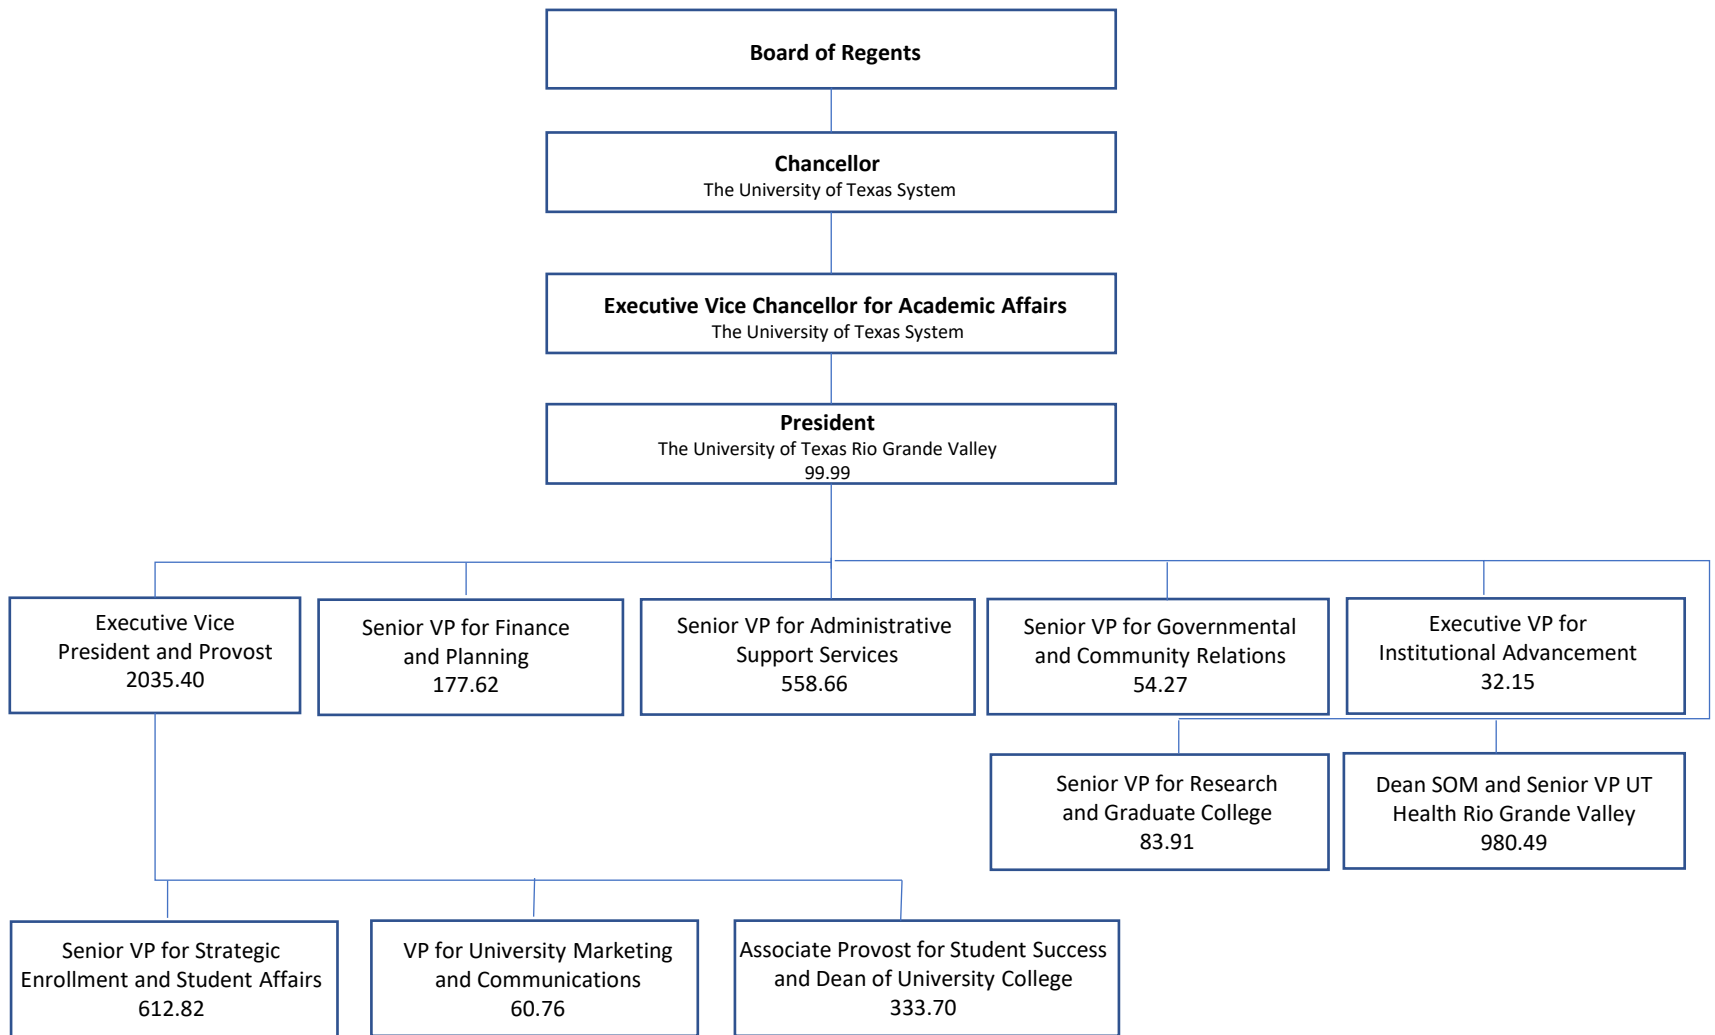 Board of Regents
Chancellor
The University of Texas System
Executive Vice Chancellor for Academic Affairs
The University of Texas System
President
The University of Texas Rio Grande Valley
99.99
Executive Vice
President and Provost
2035.40
Senior VP for Finance
and Planning
177.62
Senior VP for Administrative
Support Services
558.66
Senior VP for Governmental
and Community Relations
54.27
Executive VP for
Institutional Advancement
32.15
Senior VP for Research
and Graduate College
83.91
Dean SOM and Senior VP UT
Health Rio Grande Valley
980.49
Senior VP for Strategic
Enrollment and Student Affairs
612.82
VP for University Marketing
and Communications
60.76
Associate Provost for Student Success
and Dean of University College
333.70